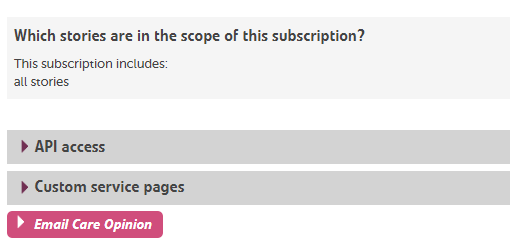 Which stories are in the scope of this subscription?
This subscription includes:
all stories
API access
Custom service pages
Email Care Opinion